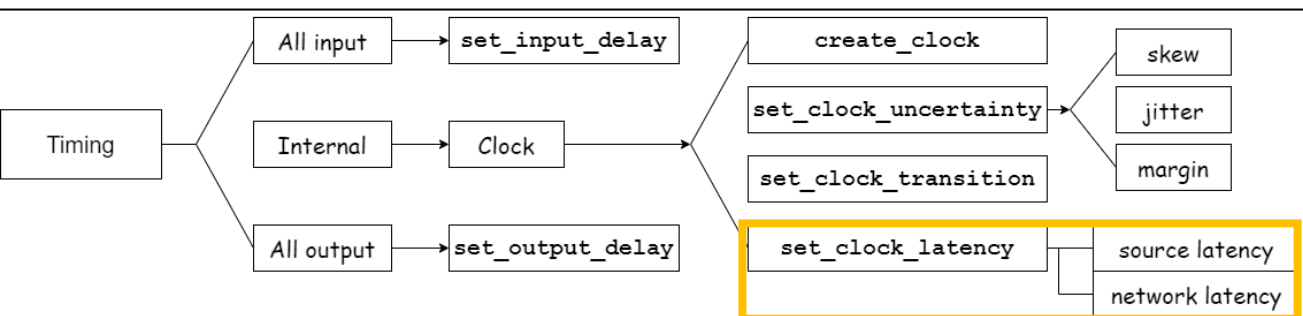 All input
set_input_delay
create_clock
skew
Timing
Internal
Clock
set_clock_uncertainty
jitter
set_clock_transition
margin
All output
set_output_delay
set_clock_latency
source latency
network latency